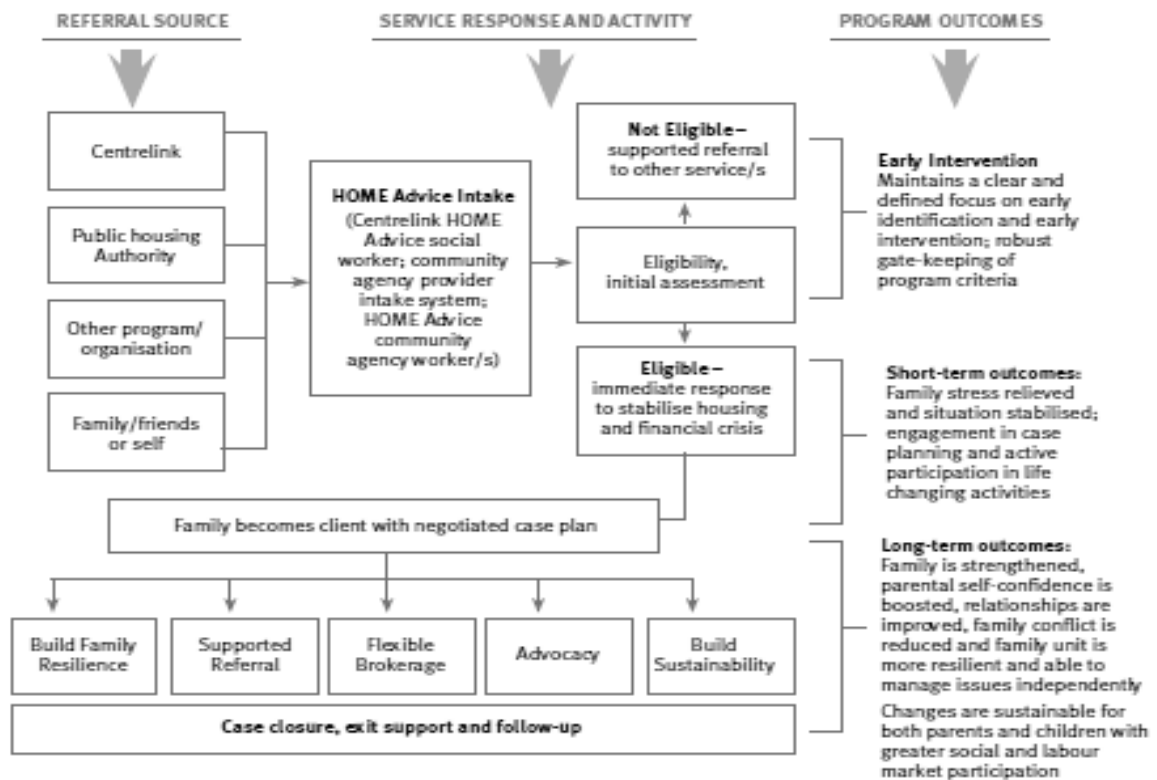 REFERRAL SOURCE
SERVICE RESPONSE AND ACTIVITY
PROGRAM OUTCOMES
Centrelink
Public housing
Authority
Other program/
organisation
Family/friends
or self
HOME Advice Intake
(Centrelink HOME
Advice social
worker; community
agency provider
intake system;
HOME Advice
community
agency worker/s)
Not Eligible–
supported referral
to other service/s
Eligibility,
initial assessment
Eligible–
immediate response
to stabilise housing
and financial crisis
Early Intervention
Maintains a clear and
defined focus on early
identification and early
intervention; robust
gate-keeping of
program criteria
Short-term outcomes:
Family stress relieved
and situation stabilised;
engagement in case
planning and active
participation in life
changing activities
Family becomes client with negotiated case plan
Build Family
Resilience
Supported
Referral
Flexible
Brokerage
Advocacy
Build
Sustainability
Case closure, exit support and follow-up
Long-term outcomes:
Family is strengthened,
parental self-confidence is
boosted, relationships are
improved, family conflict is
reduced and family unit is
more resilient and able to
manage issues independently
Changes are sustainable for
both parents and children with
greater social and labour
market participation